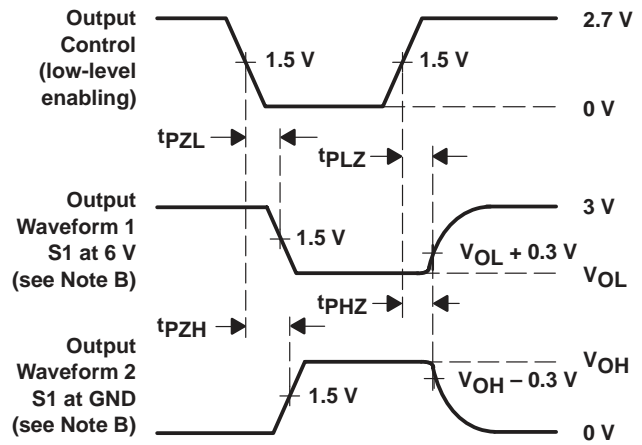 Output
Control
(low-level
enabling)
1.5 V
1.5 V
2.7 V
0 V
tPZL
tPLZ
Output
Waveform 1
S1 at 6 V
(see Note B)
1.5 V
3 V
VOL + 0.3 V
VOL
tPZH
tPHZ
Output
Waveform 2
S1 at GND
(see Note B)
1.5 V
VOH
VOH – 0.3 V
0 V